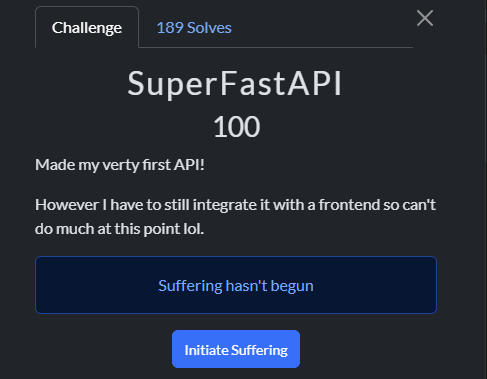 Challenge
189 Solves
SuperFastAPI
100
Made my verty first API!
However I have to still integrate it with a frontend so can't
do much at this point lol.
Suffering hasn't begun
Initiate Suffering